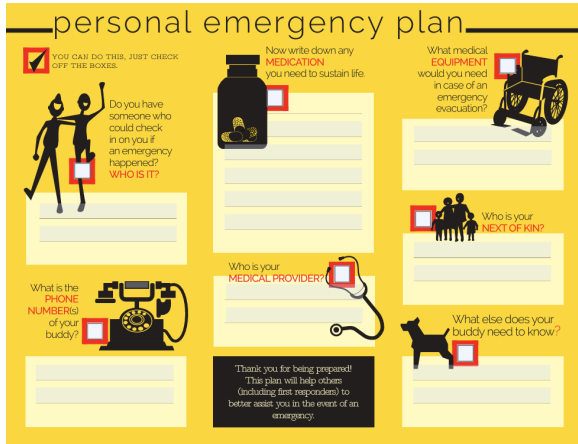 personal emergency plan
YOU CAN DO THIS, JUST CHECK
OFF THE BOXES.
Do you have
someone who
could check
in on you if
an emergency
happened?
WHO IS IT?
What is the
PHONE
NUMBER(s)
of your
buddy?
Now write down any
MEDICATION
you need to sustain life.
Who is your
MEDICAL PROVIDER?
Thank you for being prepared!
This plan will help others
(including first responders) to
better assist you in the event of an
emergency.
What medical
EQUIPMENT
would you need
in case of an
emergency
evacuation?
Who is your
NEXT OF KIN?
What else does your
buddy need to know?